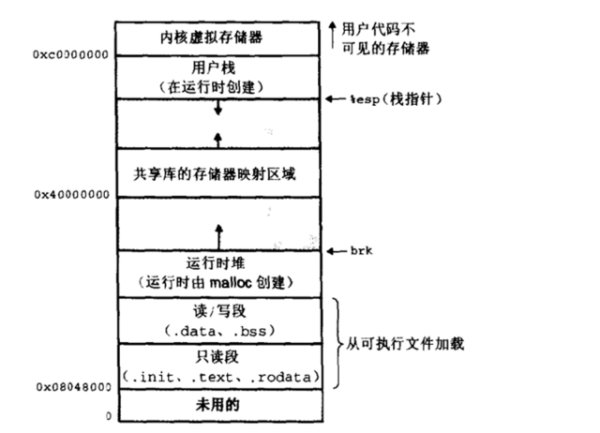 内核虚拟存储器
用户代码不
可见的存储器
0xc0000000
用户栈
(在运行时创建)
%esp(栈指针)
共享库的存储器映射区域
0x40000000
brk
运行时堆
(运行时由 malloc 创建)
读/写段
(.data、.bss)
从可执行文件加载
只读段
(.init、.text、.rodata)
0x08048000
未用的
0